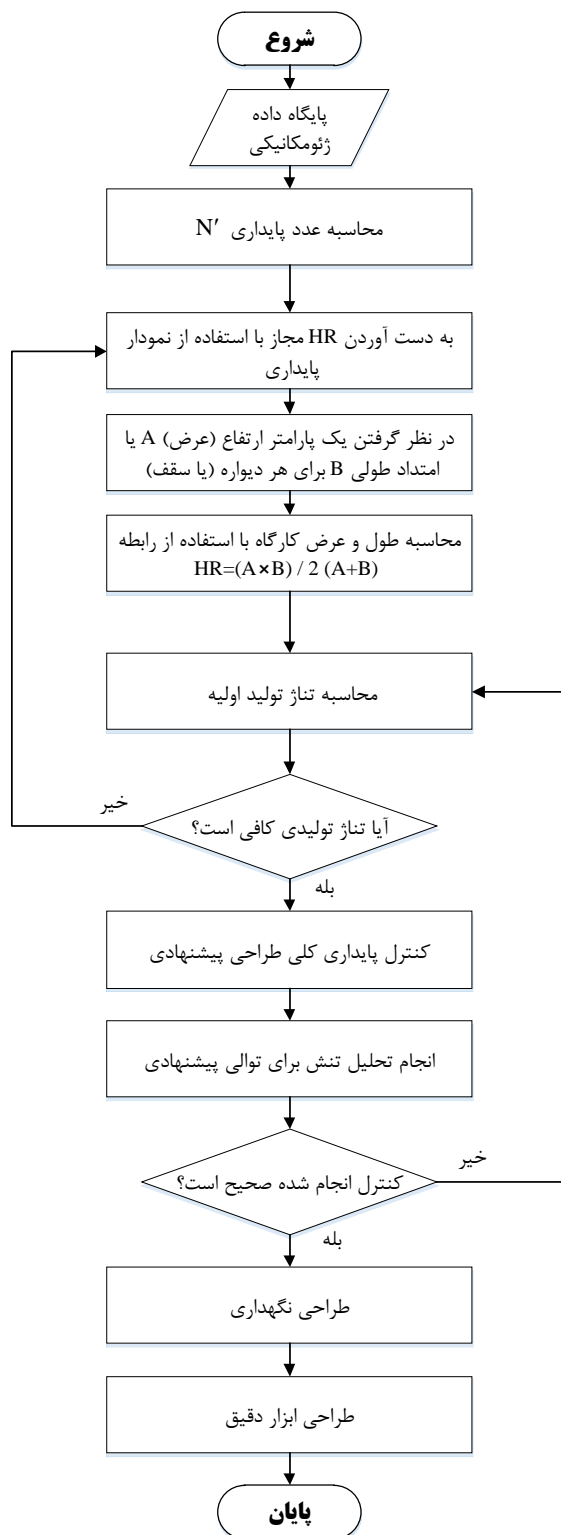 شروع
پایگاه داده
ژئومکانیکی
محاسبه عدد پایداری N′
به دست آوردن HR مجاز با استفاده از نمودار
پایداری
در نظر گرفتن یک پارامتر ارتفاع (عرض) A یا
امتداد طولی B برای هر دیواره (یا سقف)
محاسبه طول و عرض کارگاه با استفاده از رابطه
HR=(A×B) / 2 (A+B)
محاسبه تناژ تولید اولیه
خیر
آیا تناژ تولیدی کافی است؟
بله
کنترل پایداری کلی طراحی پیشنهادی
انجام تحلیل تنش برای توالی پیشنهادی
خیر
کنترل انجام شده صحیح است؟
بله
طراحی نگهداری
طراحی ابزار دقیق
پایان